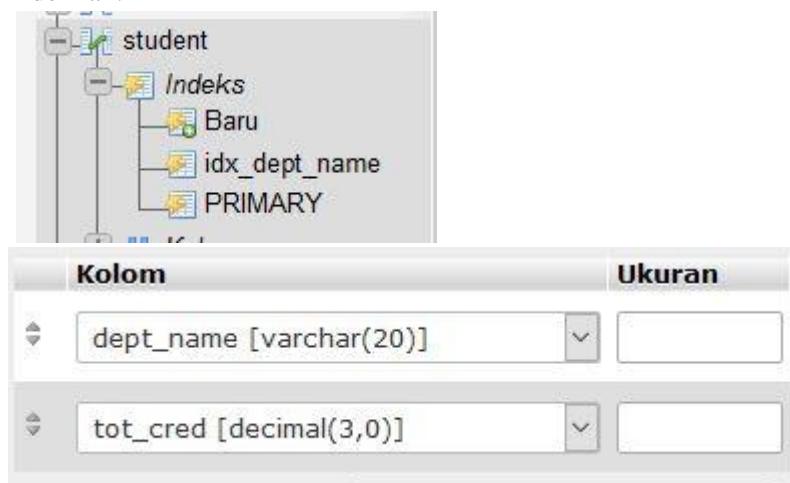 student
Indeks
Baru
idx_dept_name
PRIMARY
Kolom Ukuran
dept_name [varchar(20)]
tot_cred [decimal(3,0)]